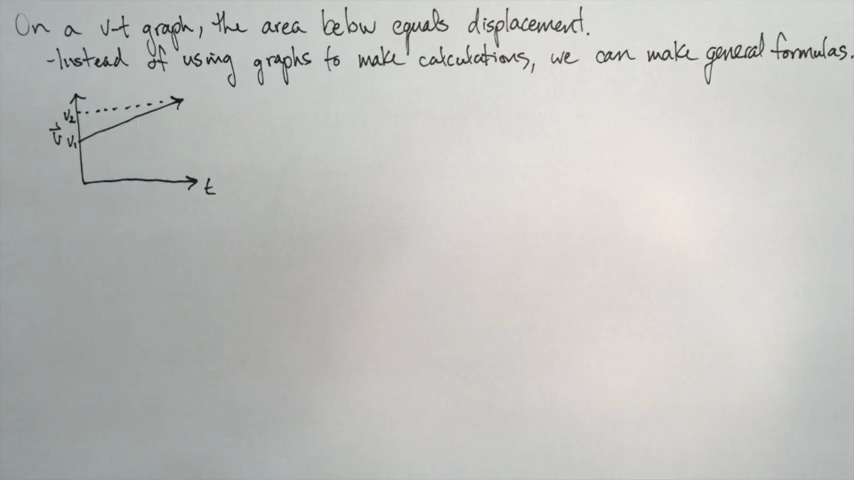 On a v-t graph, the area below equals displacement.
-Instead of using graphs to make calculations, we can make general formulas.
v₂
v⃗
v₁
t